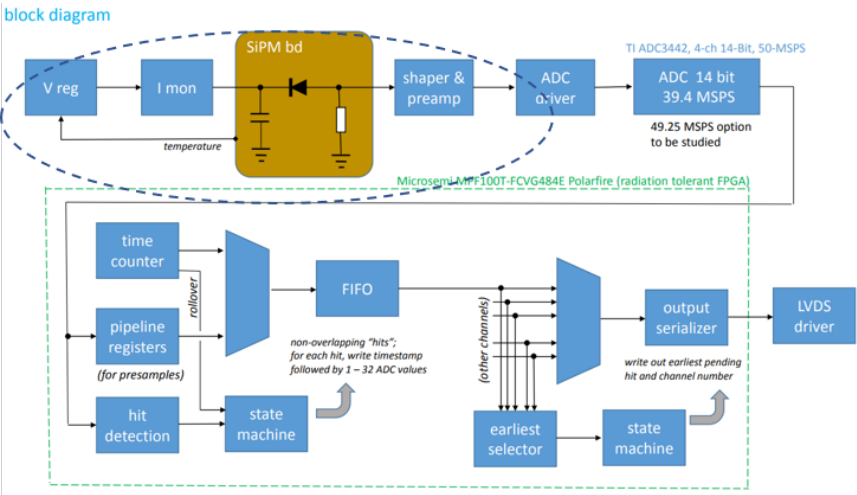 block diagram
SiPM bd
TI ADC3442, 4-ch 14-Bit, 50-MSPS
V reg
I mon
shaper &
preamp
ADC
driver
ADC 14 bit
39.4 MSPS
temperature
49.25 MSPS option
to be studied
Microsemi MPF100T-FCVG484E Polarfire (radiation tolerant FPGA)
time
counter
rollover
FIFO
pipeline
registers
(for presamples)
non-overlapping "hits";
for each hit, write timestamp
followed by 1 – 32 ADC values
(other channels)
output
serializer
LVDS
driver
write out earliest pending
hit and channel number
hit
detection
state
machine
earliest
selector
state
machine